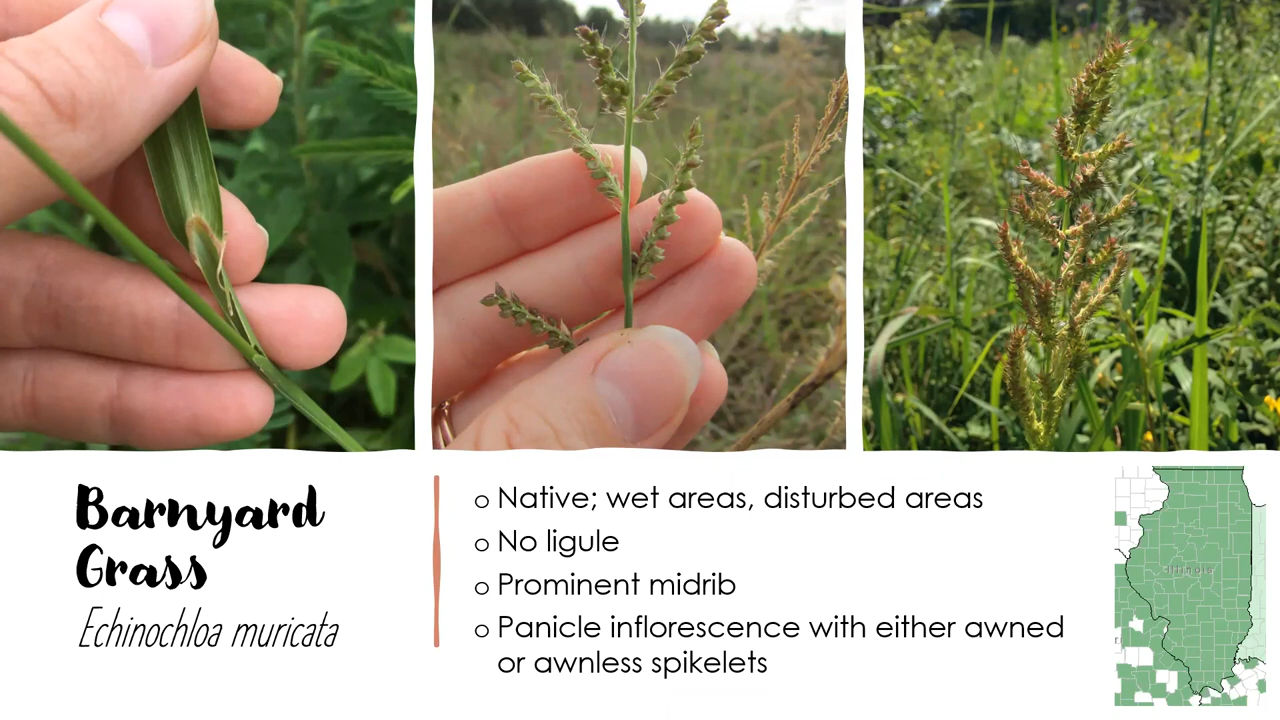 Barnyard
Grass
Echinochloa muricata
o Native; wet areas, disturbed areas
o No ligule
o Prominent midrib
o Panicle inflorescence with either awned
or awnless spikelets
Illinois